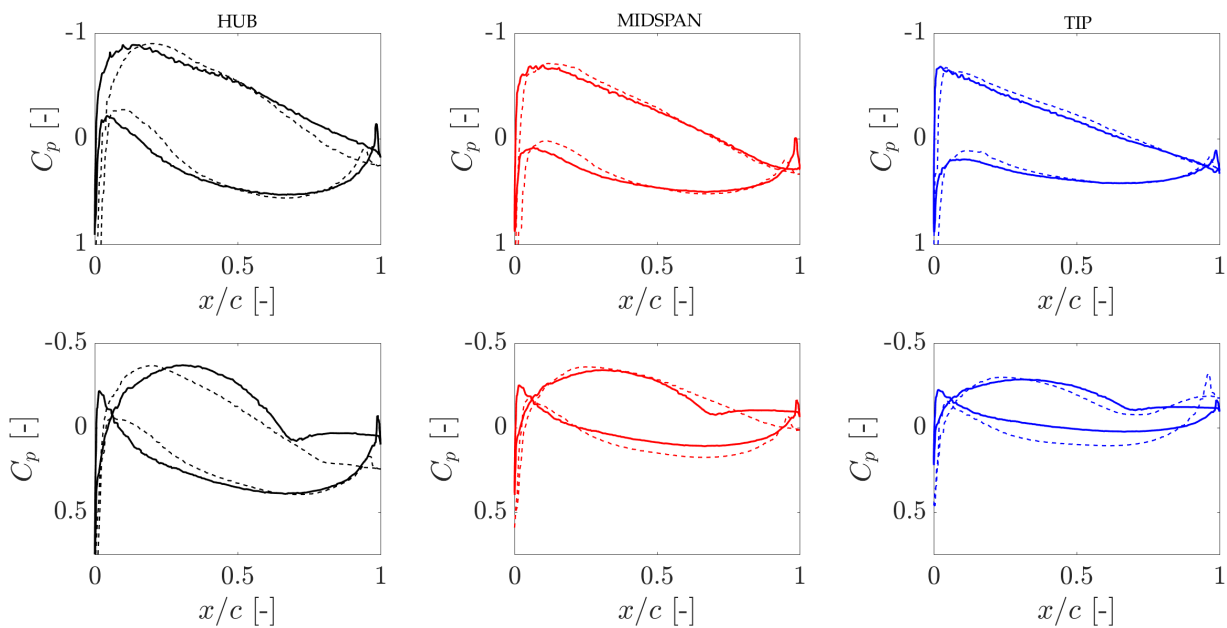 HUB MIDSPAN TIP
-1 -1 -1
C_p [-] 0 C_p [-] 0 C_p [-] 0
1 1 1
0 0.5 1 0 0.5 1 0 0.5 1
x/c [-] x/c [-] x/c [-]
-0.5 -0.5 -0.5
C_p [-] 0 C_p [-] 0 C_p [-] 0
0.5 0.5 0.5
0 0.5 1 0 0.5 1 0 0.5 1
x/c [-] x/c [-] x/c [-]